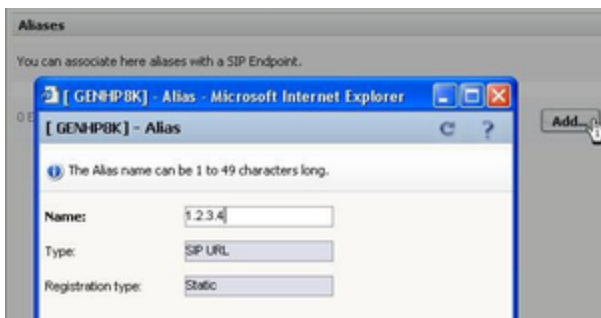 Aliases
You can associate here aliases with a SIP Endpoint.
[ GENHP8K] - Alias - Microsoft Internet Explorer
0 E
Add...
[ GENHP8K ] - Alias
The Alias name can be 1 to 49 characters long.
Name: 1.2.3.4
Type: SIP URL
Registration type: Static